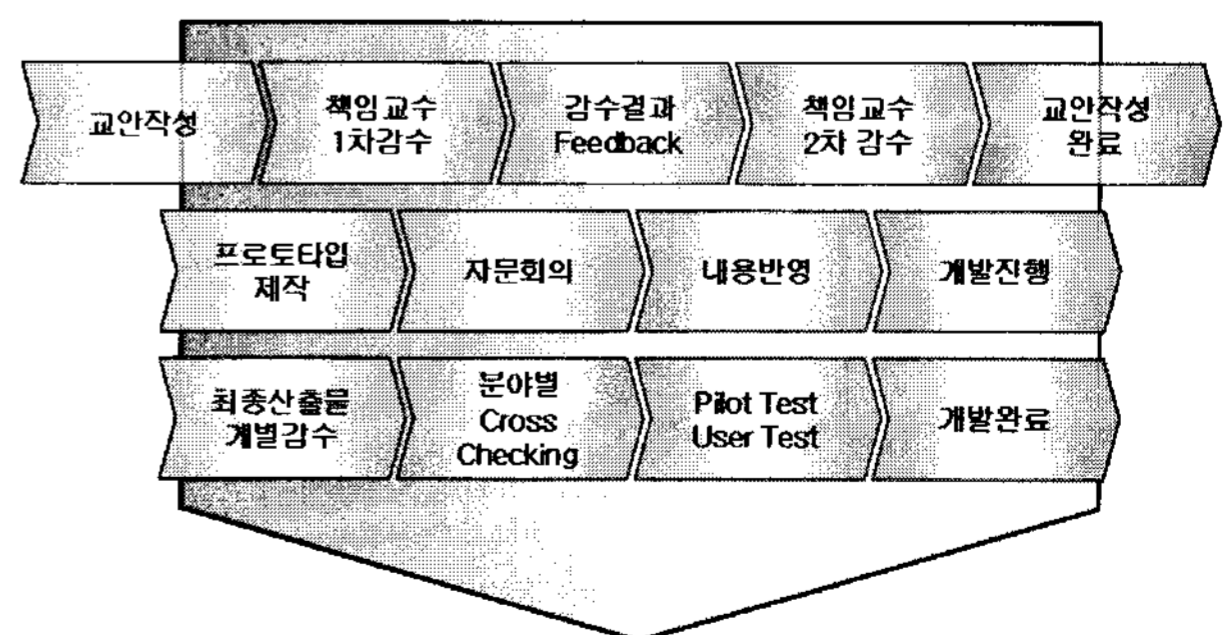 교안작성
책임교수
1차감수
감수결과
Feedback
책임교수
2차 감수
교안작성
완료
프로토타입
제작
자문회의
내용반영
개발진행
최종산출물
계별감수
분야별
Cross
Checking
Pilot Test
User Test
개발완료